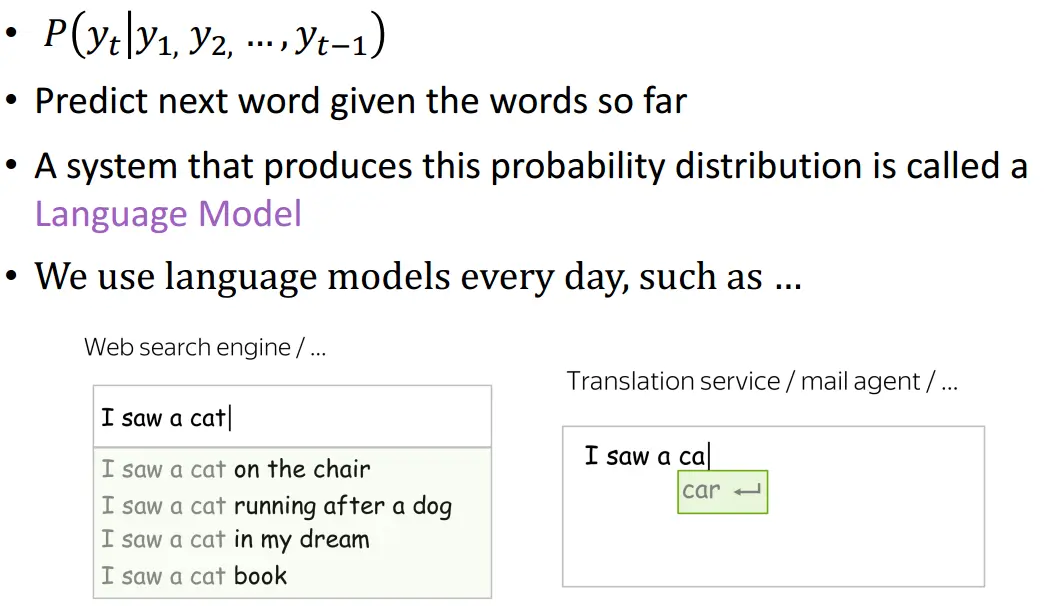 • P(y_t|y_1, y_2, …, y_{t−1})
• Predict next word given the words so far
• A system that produces this probability distribution is called a
Language Model
• We use language models every day, such as …
Web search engine / ...
I saw a cat|
I saw a cat on the chair
I saw a cat running after a dog
I saw a cat in my dream
I saw a cat book
Translation service / mail agent / ...
I saw a ca|
car ↵